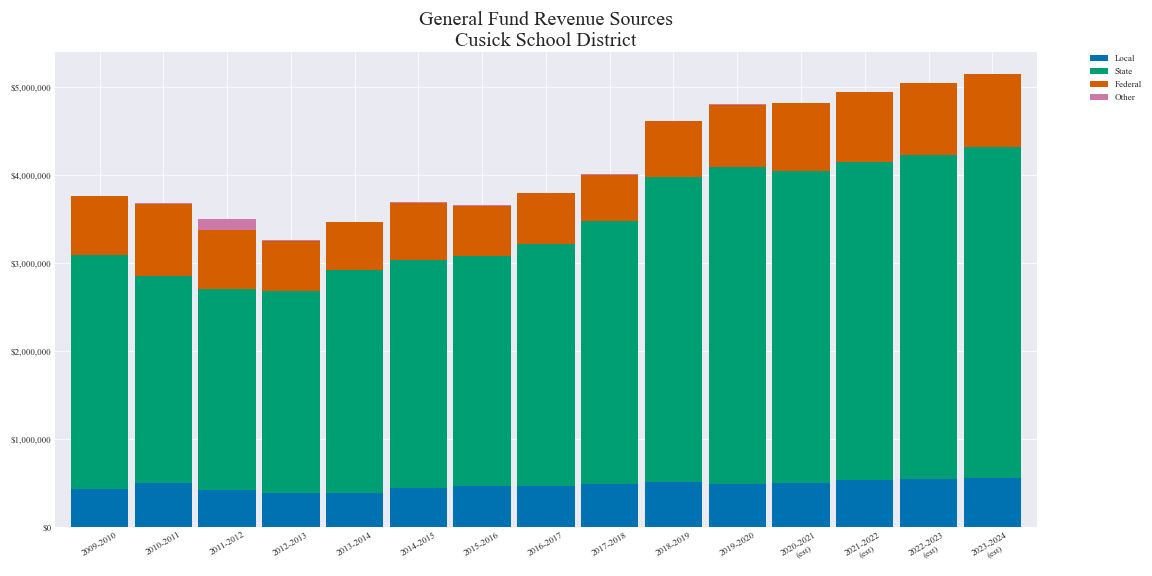 General Fund Revenue Sources
Cusick School District
Local
State
Federal
Other
$5,000,000
$4,000,000
$3,000,000
$2,000,000
$1,000,000
$0
2009-2010
2010-2011
2011-2012
2012-2013
2013-2014
2014-2015
2015-2016
2016-2017
2017-2018
2018-2019
2019-2020
2020-2021
(est)
2021-2022
(est)
2022-2023
(est)
2023-2024
(est)